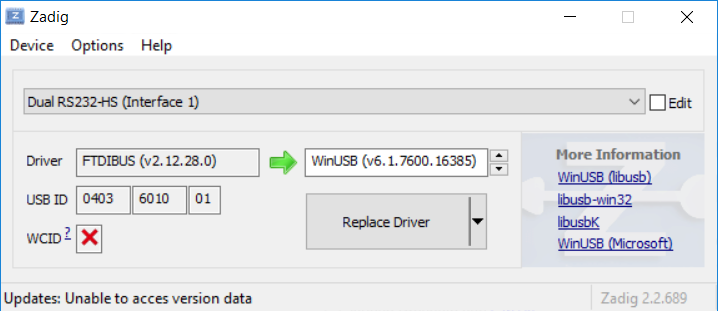 Zadig
Device Options Help
Dual RS232-HS (Interface 1)
Edit
Driver FTDIBUS (v2.12.28.0) WinUSB (v6.1.7600.16385)
More Information
WinUSB (libusb)
USB ID 0403 6010 01
libusb-win32
Replace Driver
libusbK
WCID ?
WinUSB (Microsoft)
Updates: Unable to acces version data
Zadig 2.2.689